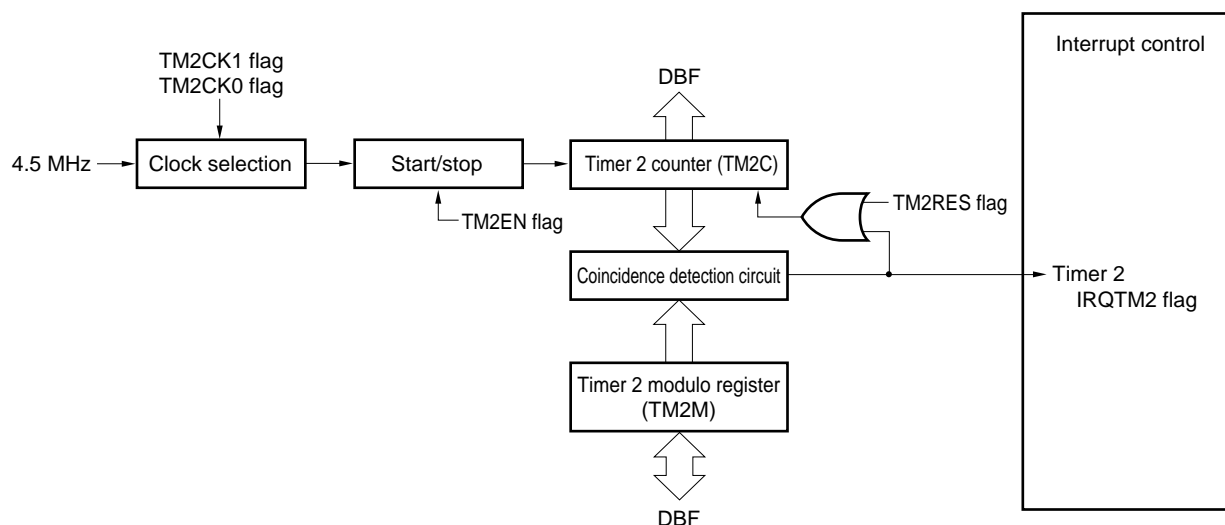 Interrupt control
TM2CK1 flag
TM2CK0 flag
DBF
4.5 MHz
Clock selection
Start/stop
Timer 2 counter (TM2C)
TM2RES flag
TM2EN flag
Coincidence detection circuit
Timer 2
IRQTM2 flag
Timer 2 modulo register
(TM2M)
DBF